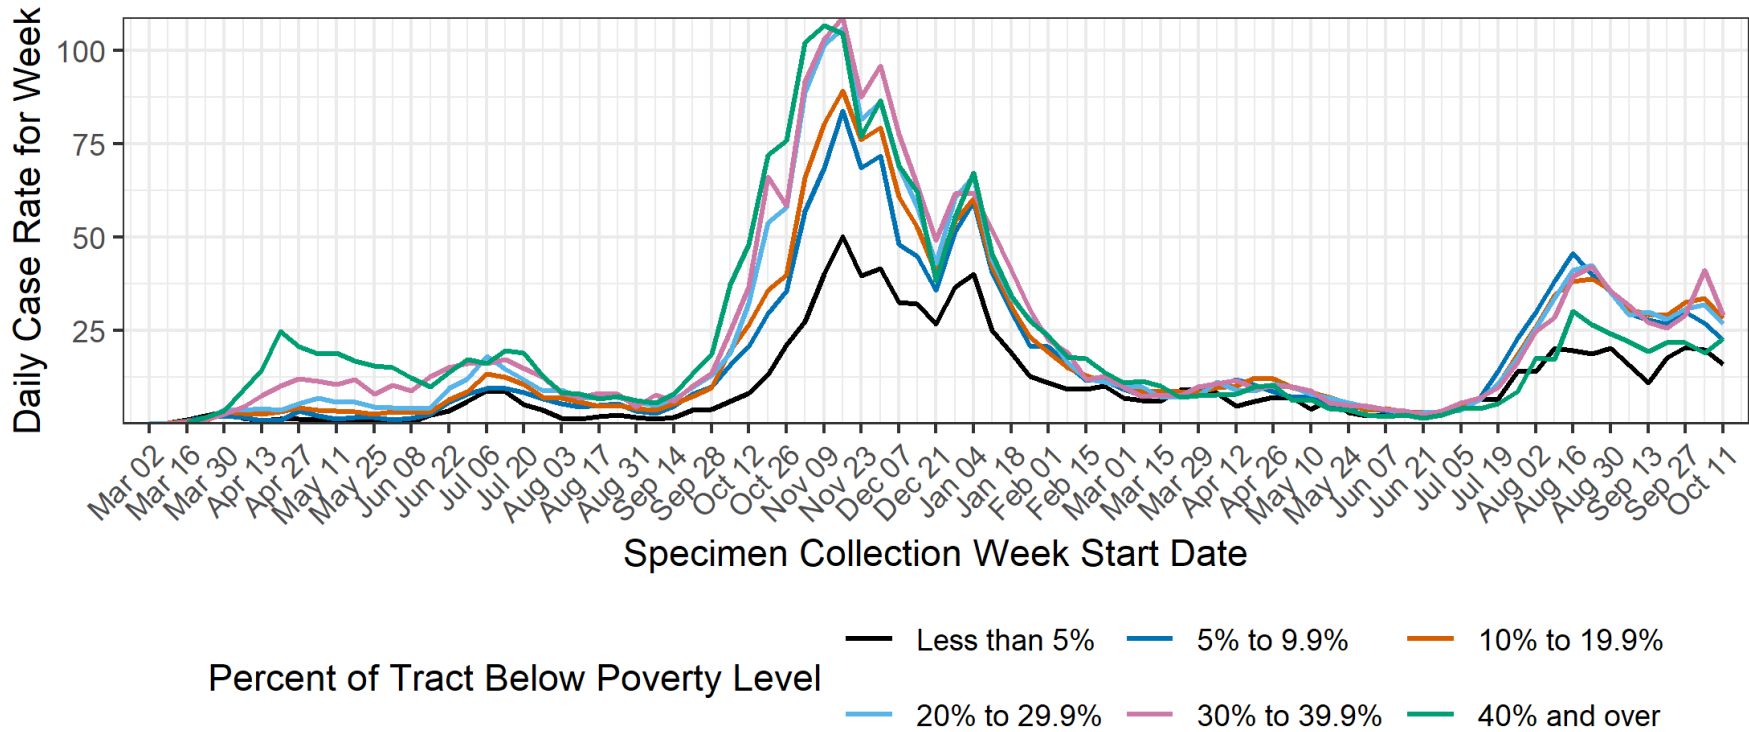 Daily Case Rate for Week
100
75
50
25
Mar 02
Mar 16
Mar 30
Apr 13
Apr 27
May 11
May 25
Jun 08
Jun 22
Jul 06
Jul 20
Aug 03
Aug 17
Aug 31
Sep 14
Sep 28
Oct 12
Oct 26
Nov 09
Nov 23
Dec 07
Dec 21
Jan 04
Jan 18
Feb 01
Feb 15
Mar 01
Mar 15
Mar 29
Apr 12
Apr 26
May 10
May 24
Jun 07
Jun 21
Jul 05
Jul 19
Aug 02
Aug 16
Aug 30
Sep 13
Sep 27
Oct 11
Specimen Collection Week Start Date
Percent of Tract Below Poverty Level
Less than 5%
5% to 9.9%
10% to 19.9%
20% to 29.9%
30% to 39.9%
40% and over